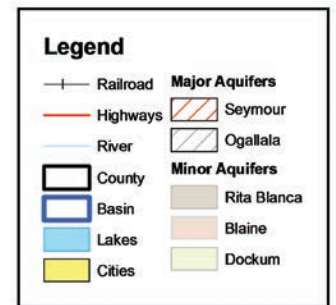 Legend
Railroad
Highways
River
County
Basin
Lakes
Cities
Major Aquifers
Seymour
Ogallala
Minor Aquifers
Rita Blanca
Blaine
Dockum